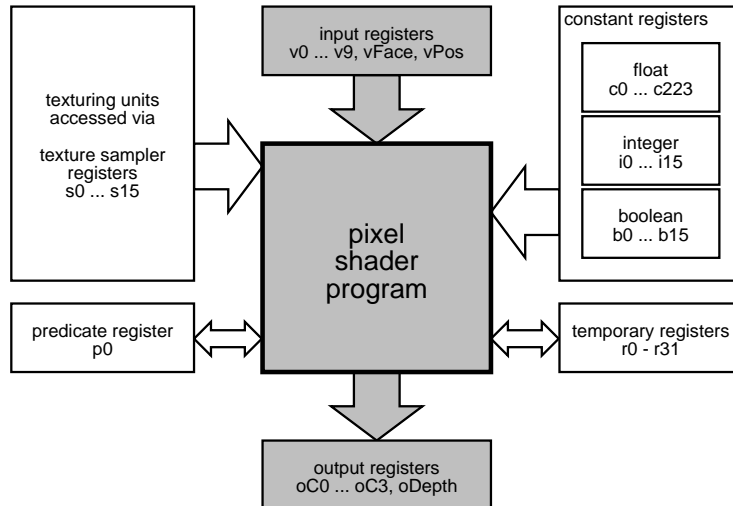 input registers
v0 ... v9, vFace, vPos
constant registers
float
c0 ... c223
integer
i0 ... i15
boolean
b0 ... b15
texturing units
accessed via
texture sampler
registers
s0 ... s15
pixel
shader
program
predicate register
p0
temporary registers
r0 - r31
output registers
oC0 ... oC3, oDepth